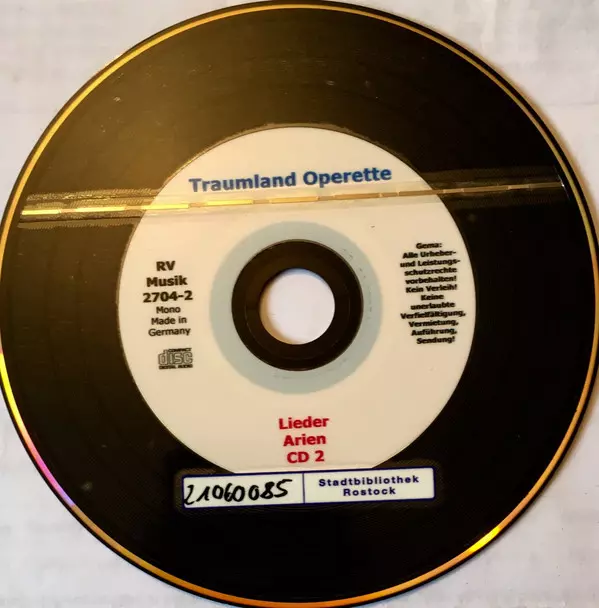 Traumland Operette
RV
Musik
2704-2
Mono
Made in
Germany
COMPACT
disc
DIGITAL AUDIO
Gema:
Alle Urheber-
und Leistungs-
schutzrechte
vorbehalten!
Kein Verleih!
Keine
unerlaubte
Verfielfältigung,
Vermietung,
Aufführung,
Sendung!
Lieder
Arien
CD 2
21060085
Stadtbibliothek
Rostock